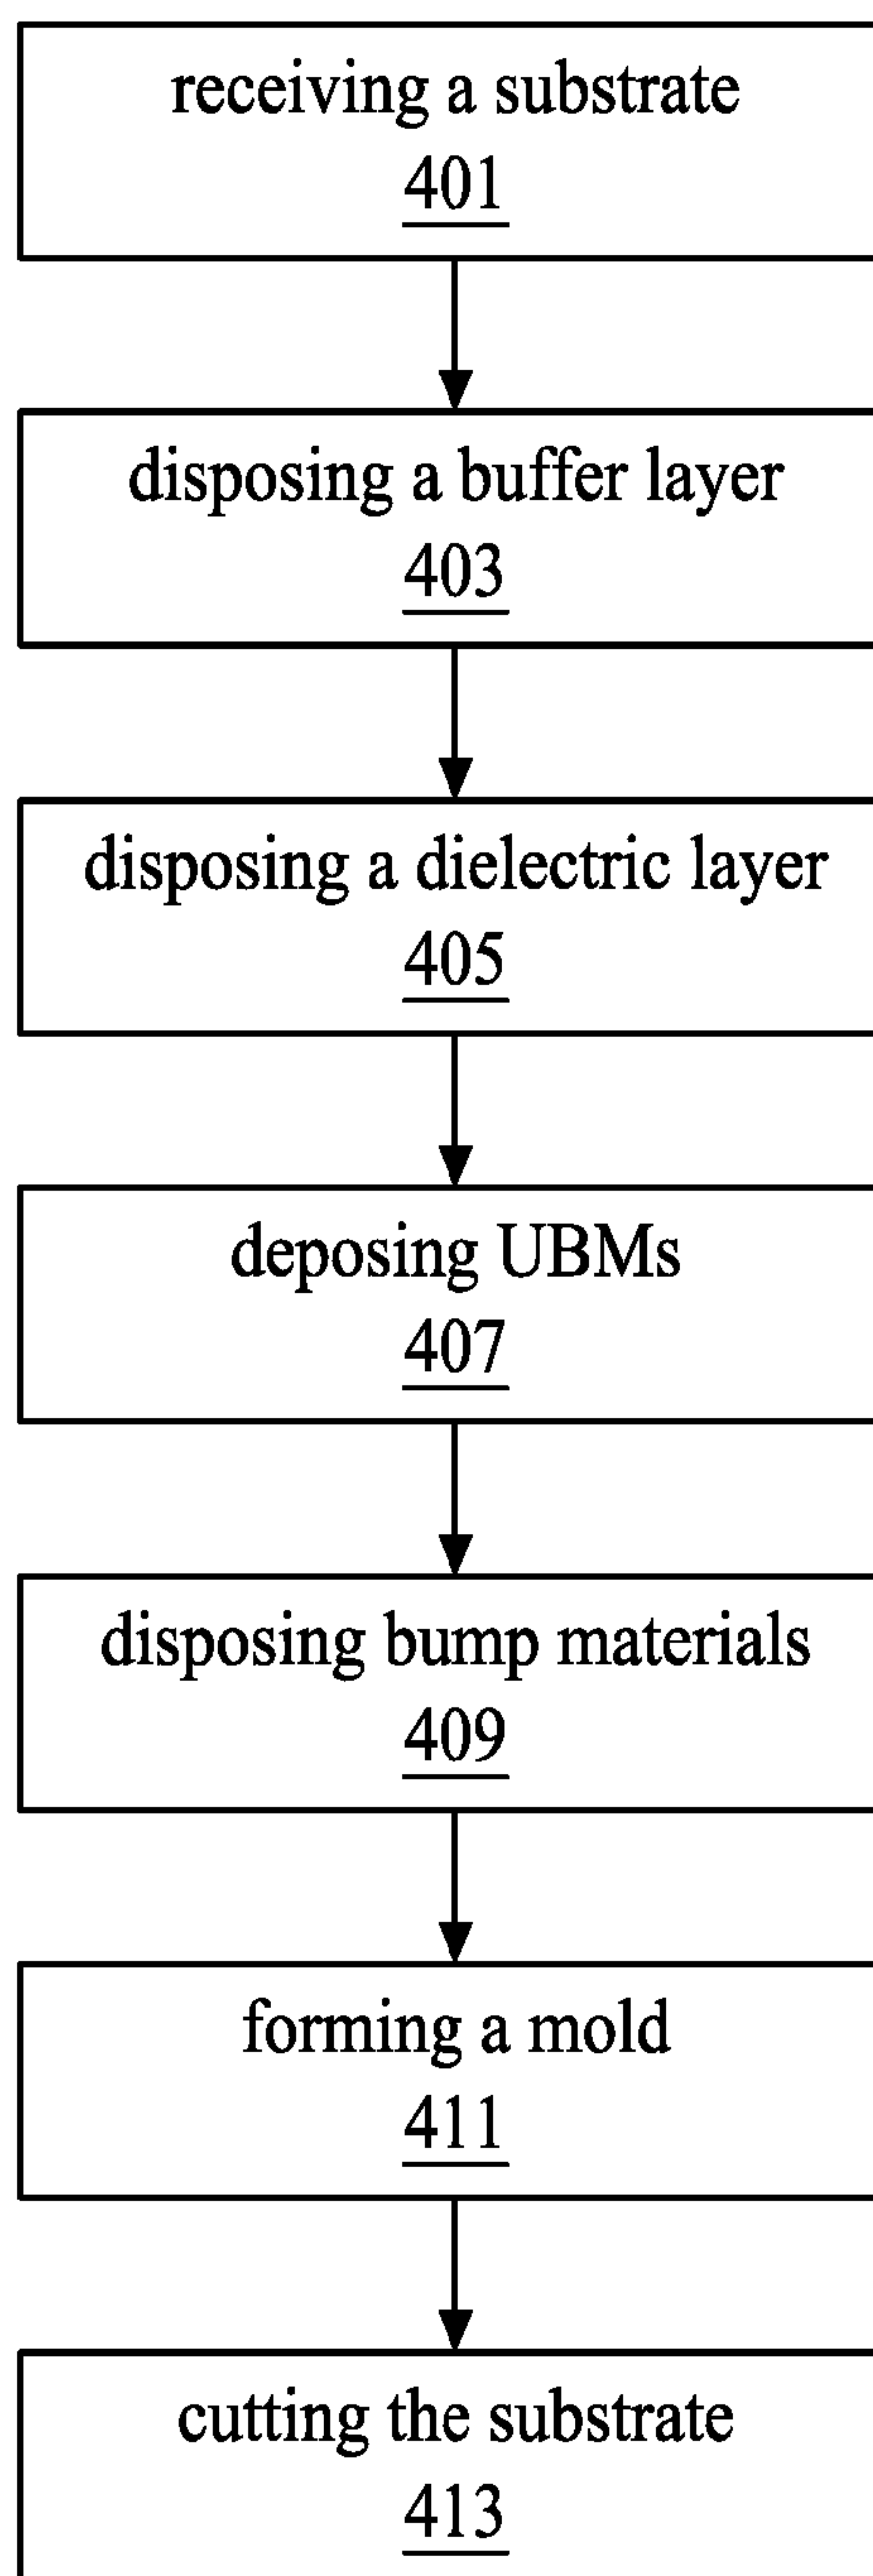 receiving a substrate
401
disposing a buffer layer
403
disposing a dielectric layer
405
deposing UBMs
407
disposing bump materials
409
forming a mold
411
cutting the substrate
413